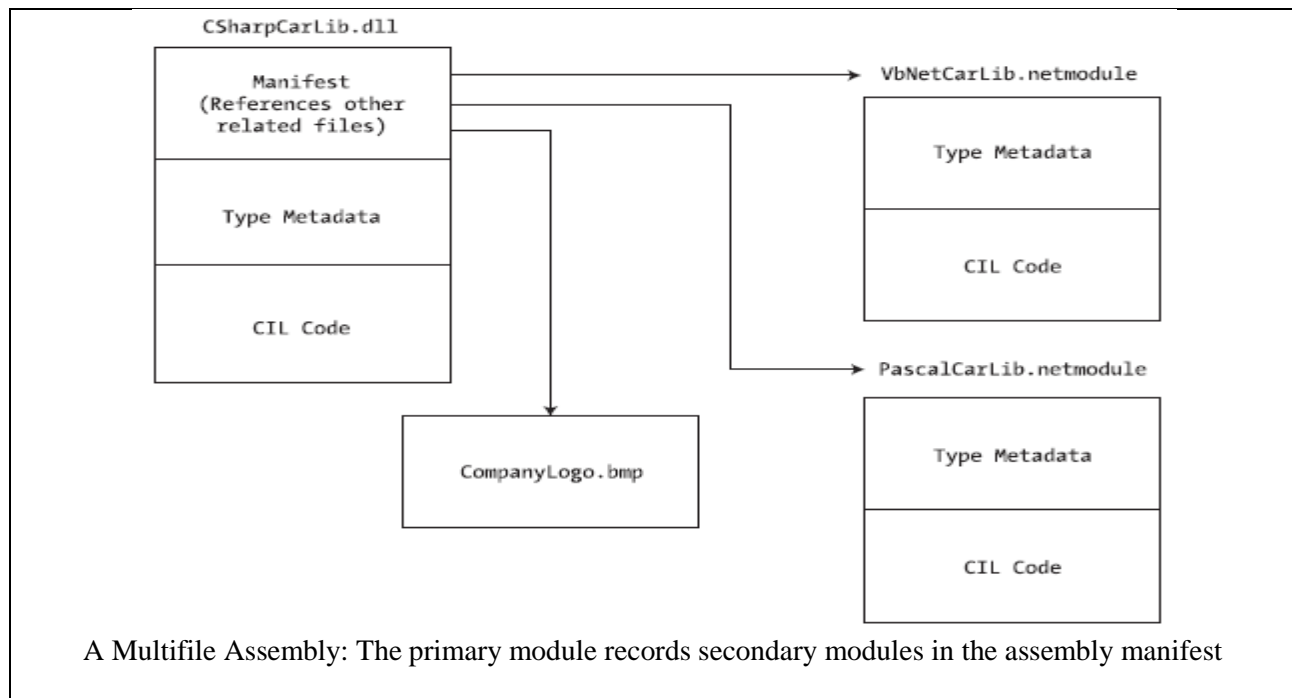 CSharpCarLib.dll
Manifest
(References other
related files)
Type Metadata
CIL Code
VbNetCarLib.netmodule
Type Metadata
CIL Code
PascalCarLib.netmodule
Type Metadata
CIL Code
CompanyLogo.bmp
A Multifile Assembly: The primary module records secondary modules in the assembly manifest